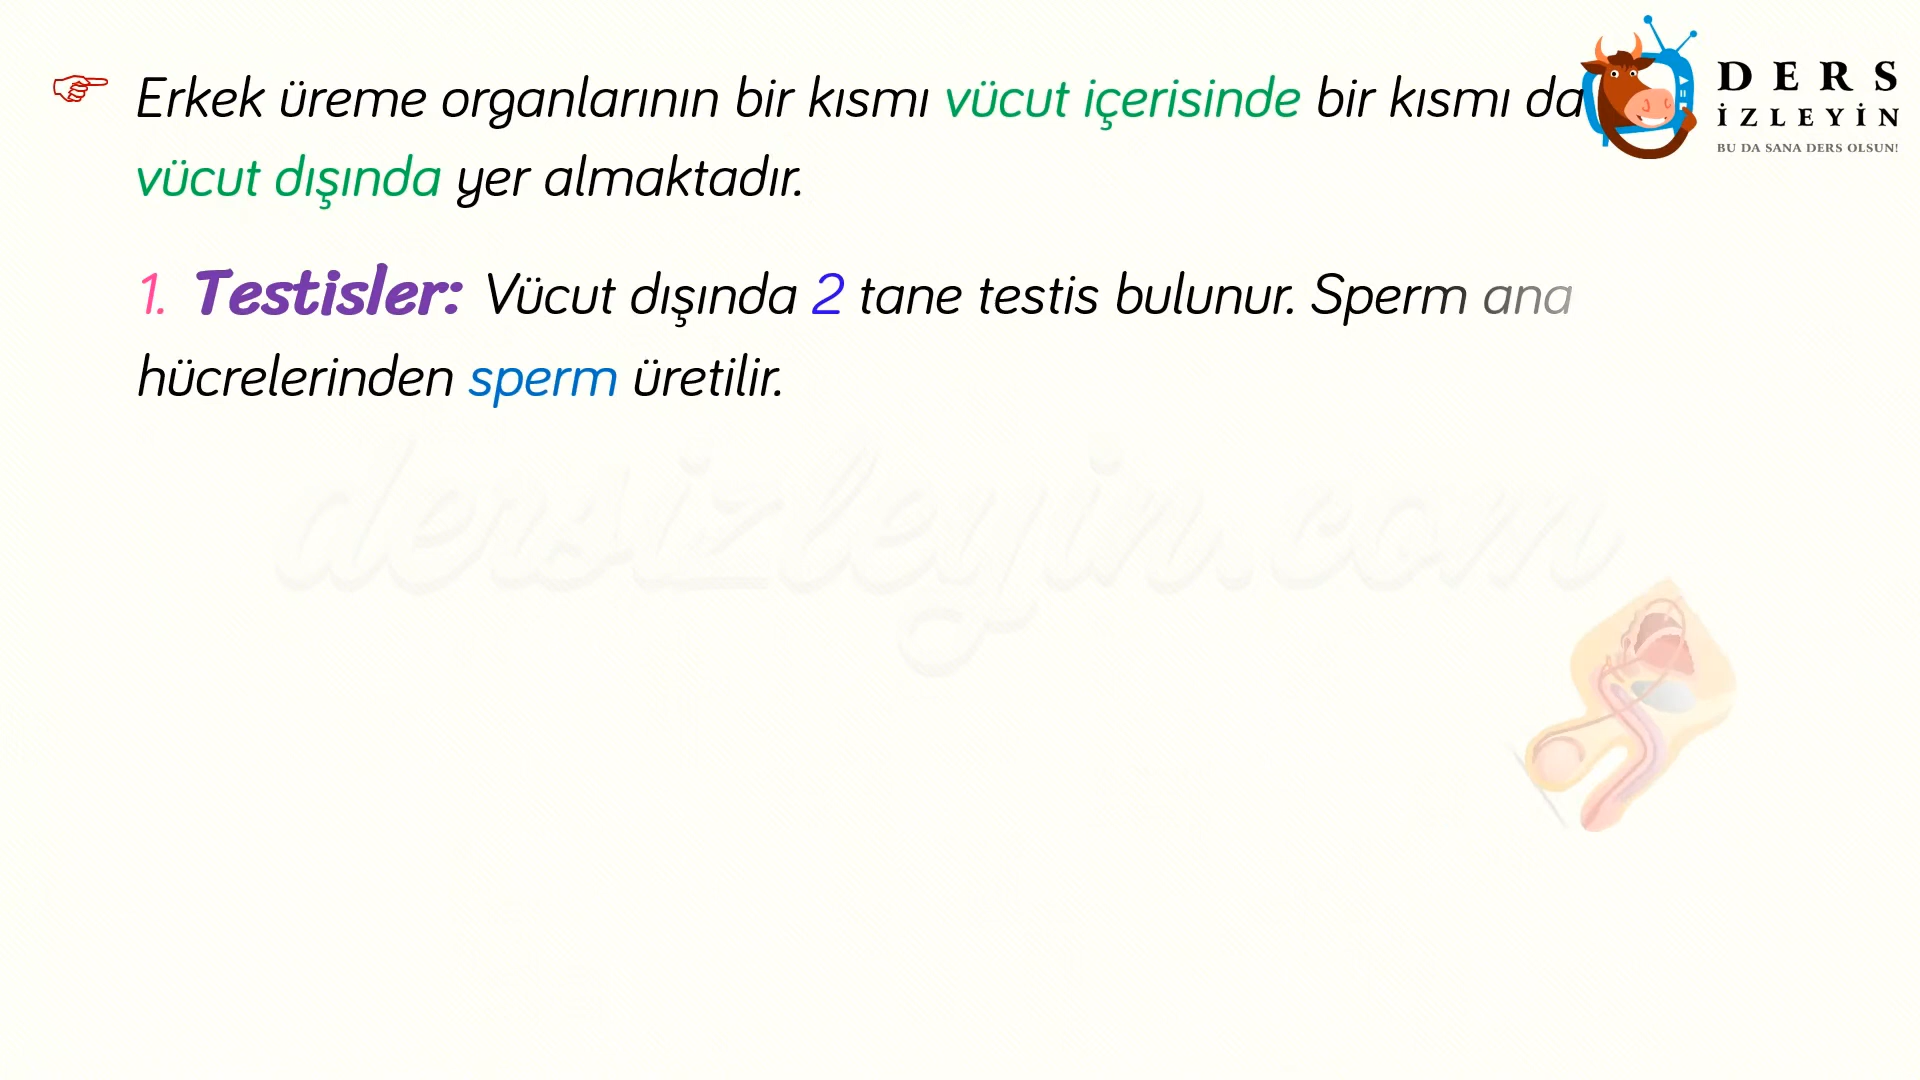 Erkek üreme organlarının bir kısmı vücut içerisinde bir kısmı da
vücut dışında yer almaktadır.
DERS
İZLEYİN
BU DA SANA DERS OLSUN!
1. Testisler: Vücut dışında 2 tane testis bulunur. Sperm ana
hücrelerinden sperm üretilir.
dersizleyin.com